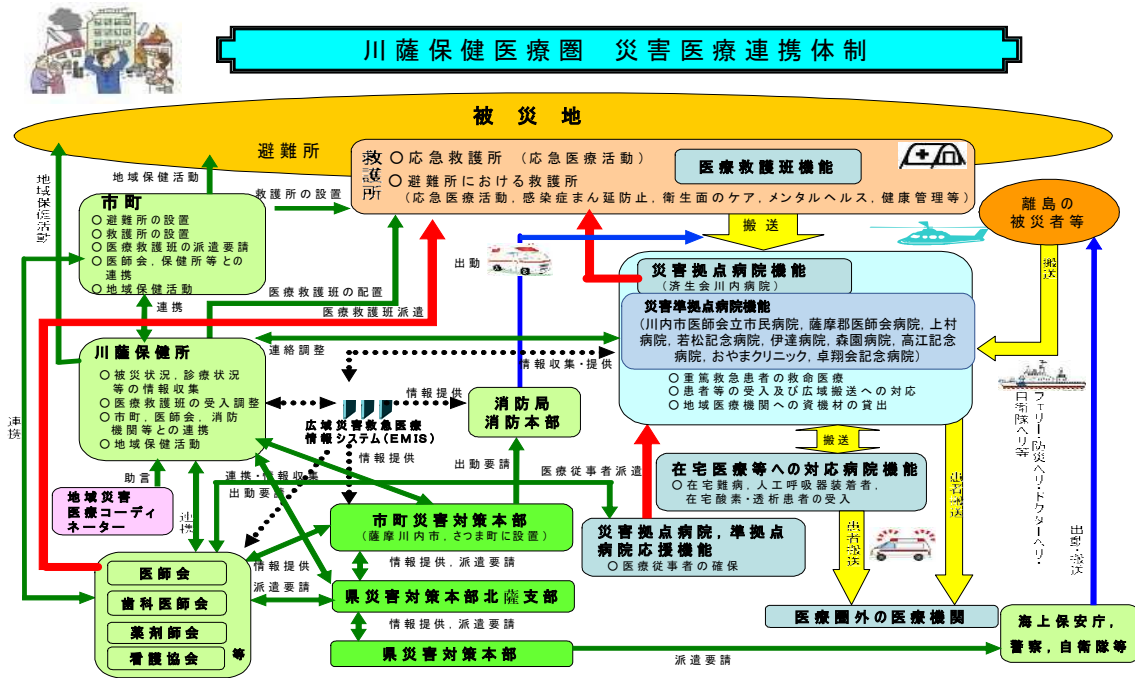 川薩保健医療圏 災害医療連携体制
被災地
避難所
救護所
○応急救護所 (応急医療活動)
○避難所における救護所
(応急医療活動,感染症まん延防止,衛生面のケア,メンタルヘルス,健康管理等)
医療救護班機能
地域保健活動
地域保健活動
救護所の設置
市町
○避難所の設置
○救護所の設置
○医療救護班の派遣要請
○医師会,保健所等との
連携
○地域保健活動
搬送
離島の
被災者等
出動
災害拠点病院機能
(済生会川内病院)
災害準拠点病院機能
(川内市医師会立市民病院,薩摩郡医師会病院,上村
病院,若松記念病院,伊達病院,森園病院,高江記念
病院,おやまクリニック,卓翔会記念病院)
○重篤救急患者の救命医療
○患者等の受入及び広域搬送への対応
○地域医療機関への資機材の貸出
搬送
フェリー・防災ヘリ・ドクターヘリ・
自衛隊ヘリ等
連携
医療救護班の配置
医療救護班派遣
川薩保健所
○被災状況,診療状況
等の情報収集
○医療救護班の受入調整
○市町,医師会,消防
機関等との連携
○地域保健活動
連絡調整
情報収集・提供
情報提供
広域災害救急医療
情報システム(EMIS)
情報提供
消防局
消防本部
連携
助言
地域災害
医療コーディ
ネーター
連携
連携・情報収集
出動要請
出動要請
医療従事者派遣
搬送
在宅医療等への対応病院機能
○在宅難病,人工呼吸器装着者,
在宅酸素・透析患者の受入
患者搬送
患者搬送
出動・搬送
市町災害対策本部
(薩摩川内市,さつま町に設置)
災害拠点病院,準拠点
病院応援機能
○医療従事者の確保
情報提供
派遣要請
情報提供,派遣要請
医師会
歯科医師会
薬剤師会
看護協会
等
県災害対策本部北薩支部
情報提供,派遣要請
県災害対策本部
派遣要請
医療圏外の医療機関
海上保安庁,
警察,自衛隊等